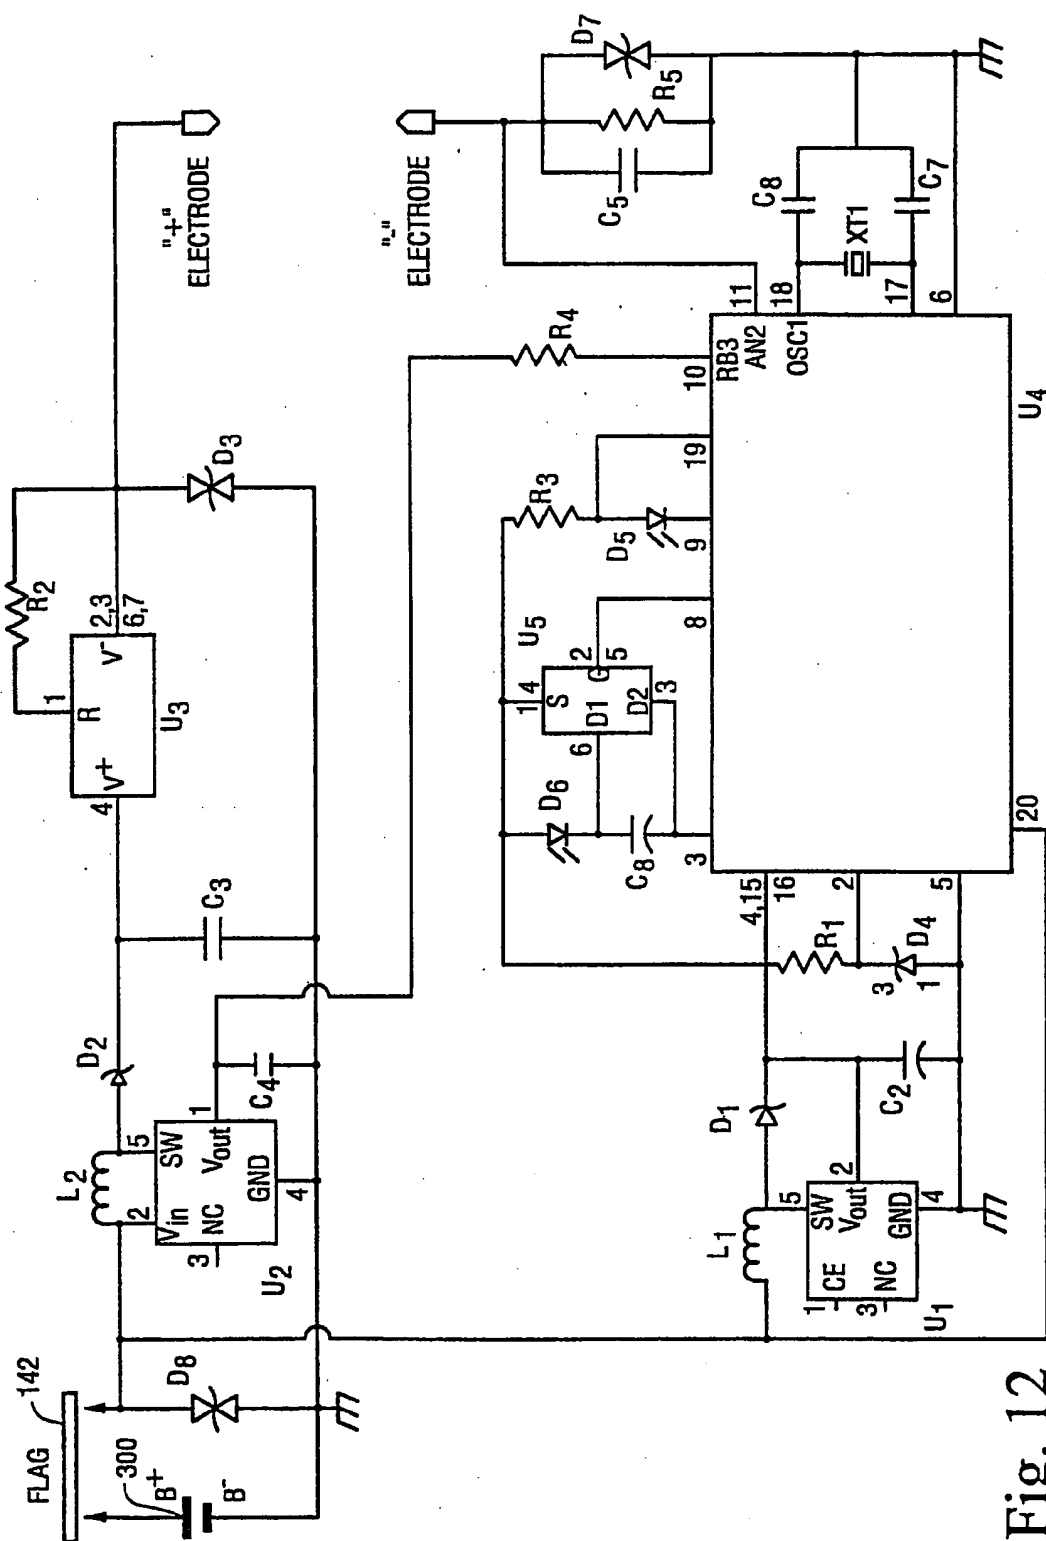 FLAG
142
300
B+
B-
D8
L2
2
5
Vin
SW
NC
Vout
GND
3
1
4
U2
D2
C4
C3
4
V+
R
V-
1
2,3
6,7
U3
R2
D3
"+"
ELECTRODE
"-"
ELECTRODE
D7
R5
C5
L1
5
1
CE
SW
Vout
2
3
NC
GND
4
U1
D1
C2
R1
3
D4
1
4,15
16
2
5
20
D6
C8
3
6
1
4
S
D1
G
D2
2
5
3
U5
8
R3
D5
9
19
R4
10
RB3
AN2
OSC1
11
18
17
6
C8
XT1
C7
U4
Fig. 12